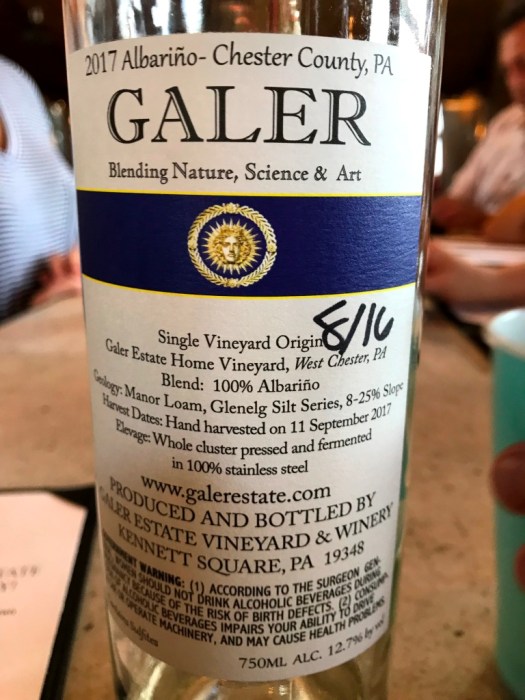 2017 Albariño- Chester County, PA
GALER
Blending Nature, Science & Art
8/16
Single Vineyard Origin
Galer Estate Home Vineyard, West Chester, PA
Blend: 100% Albariño
Geology: Manor Loam, Glenelg Silt Series, 8-25% Slope
Harvest Dates: Hand harvested on 11 September 2017
Elevage: Whole cluster pressed and fermented
in 100% stainless steel
www.galerestate.com
PRODUCED AND BOTTLED BY
GALER ESTATE VINEYARD & WINERY
KENNETT SQUARE, PA 19348
WARNING: (1) ACCORDING TO THE SURGEON GEN-
WOMEN SHOULD NOT DRINK ALCOHOLIC BEVERAGES DURING
BECAUSE OF THE RISK OF BIRTH DEFECTS. (2) CONSUMP-
ALCOHOLIC BEVERAGES IMPAIRS YOUR ABILITY TO DRIVE
OPERATE MACHINERY, AND MAY CAUSE HEALTH PROBLEMS
Sulfites
750ML ALC. 12.7% by vol